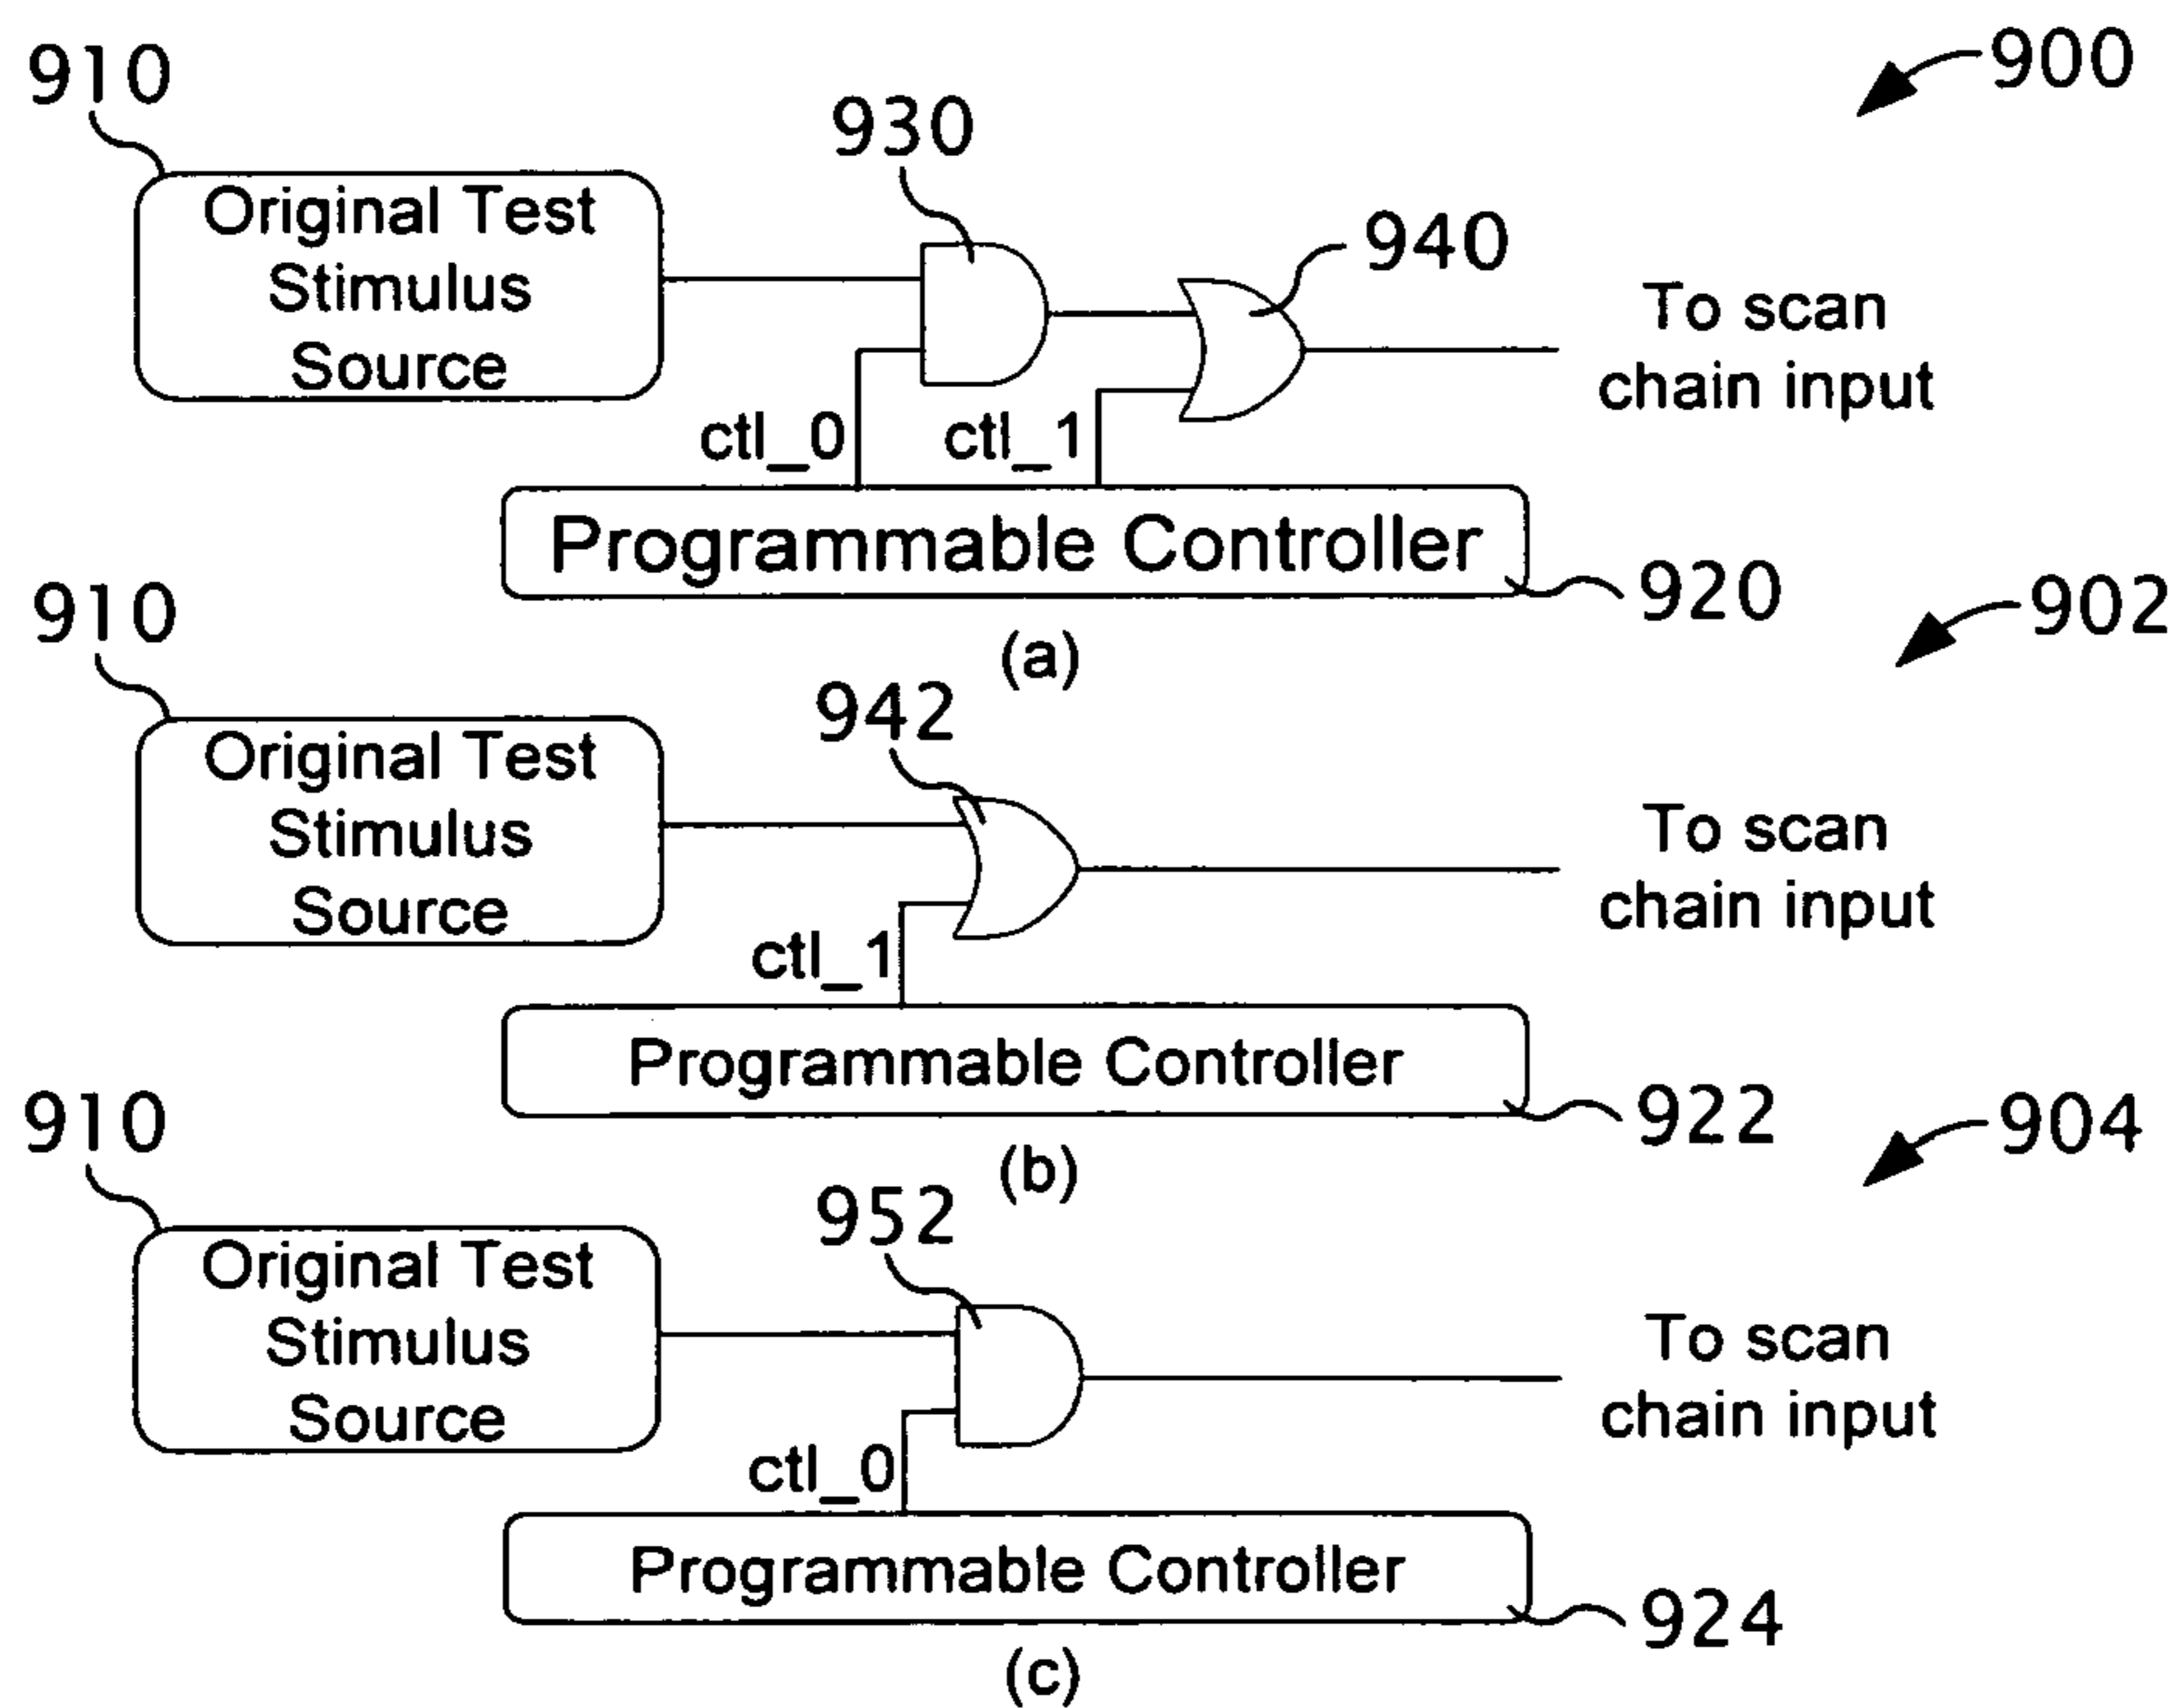 900
910
930
940
Original Test
Stimulus
Source
To scan
chain input
ctl_0
ctl_1
Programmable Controller
920
(a)
902
910
942
Original Test
Stimulus
Source
To scan
chain input
ctl_1
Programmable Controller
922
(b)
904
910
952
Original Test
Stimulus
Source
To scan
chain input
ctl_0
Programmable Controller
924
(c)